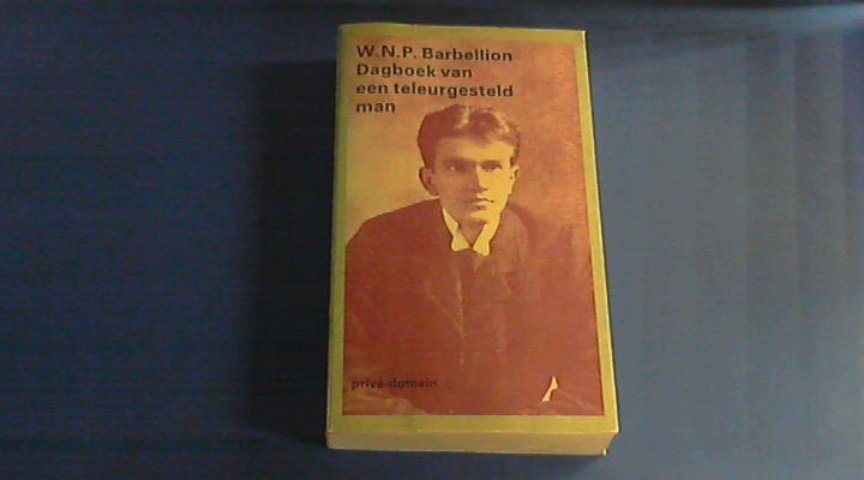 W.N.P. Barbellion
Dagboek van
een teleurgesteld
man
privé-domein